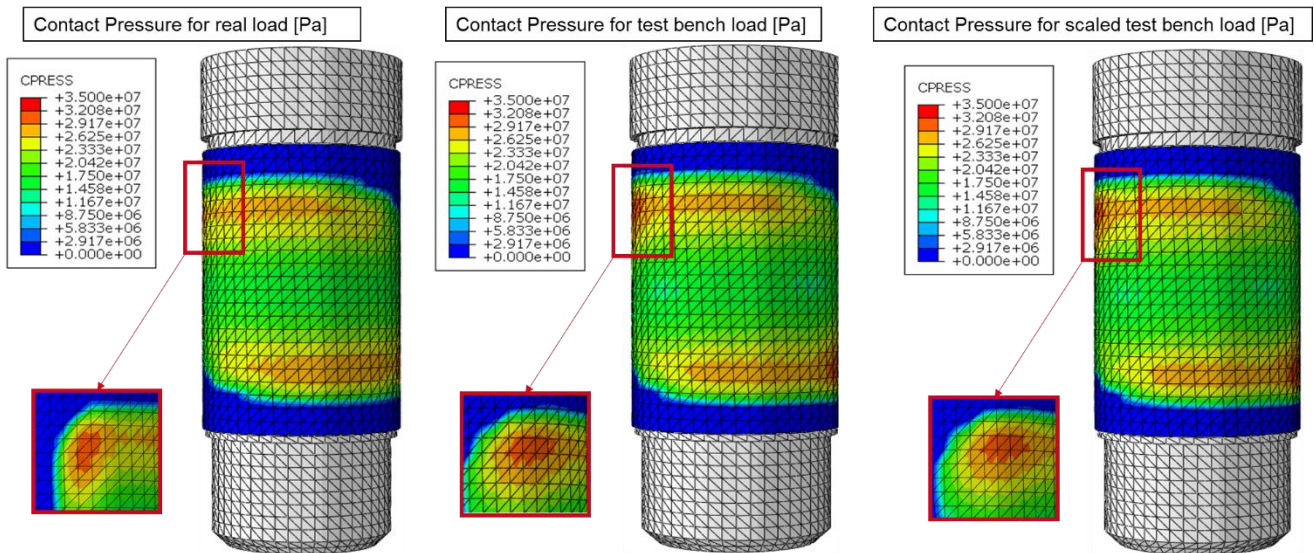 Contact Pressure for real load [Pa]
Contact Pressure for test bench load [Pa]
Contact Pressure for scaled test bench load [Pa]
CPRESS
+3.500e+07
+3.208e+07
+2.917e+07
+2.625e+07
+2.333e+07
+2.042e+07
+1.750e+07
+1.458e+07
+1.167e+07
+8.750e+06
+5.833e+06
+2.917e+06
+0.000e+00
CPRESS
+3.500e+07
+3.208e+07
+2.917e+07
+2.625e+07
+2.333e+07
+2.042e+07
+1.750e+07
+1.458e+07
+1.167e+07
+8.750e+06
+5.833e+06
+2.917e+06
+0.000e+00
CPRESS
+3.500e+07
+3.208e+07
+2.917e+07
+2.625e+07
+2.333e+07
+2.042e+07
+1.750e+07
+1.458e+07
+1.167e+07
+8.750e+06
+5.833e+06
+2.917e+06
+0.000e+00